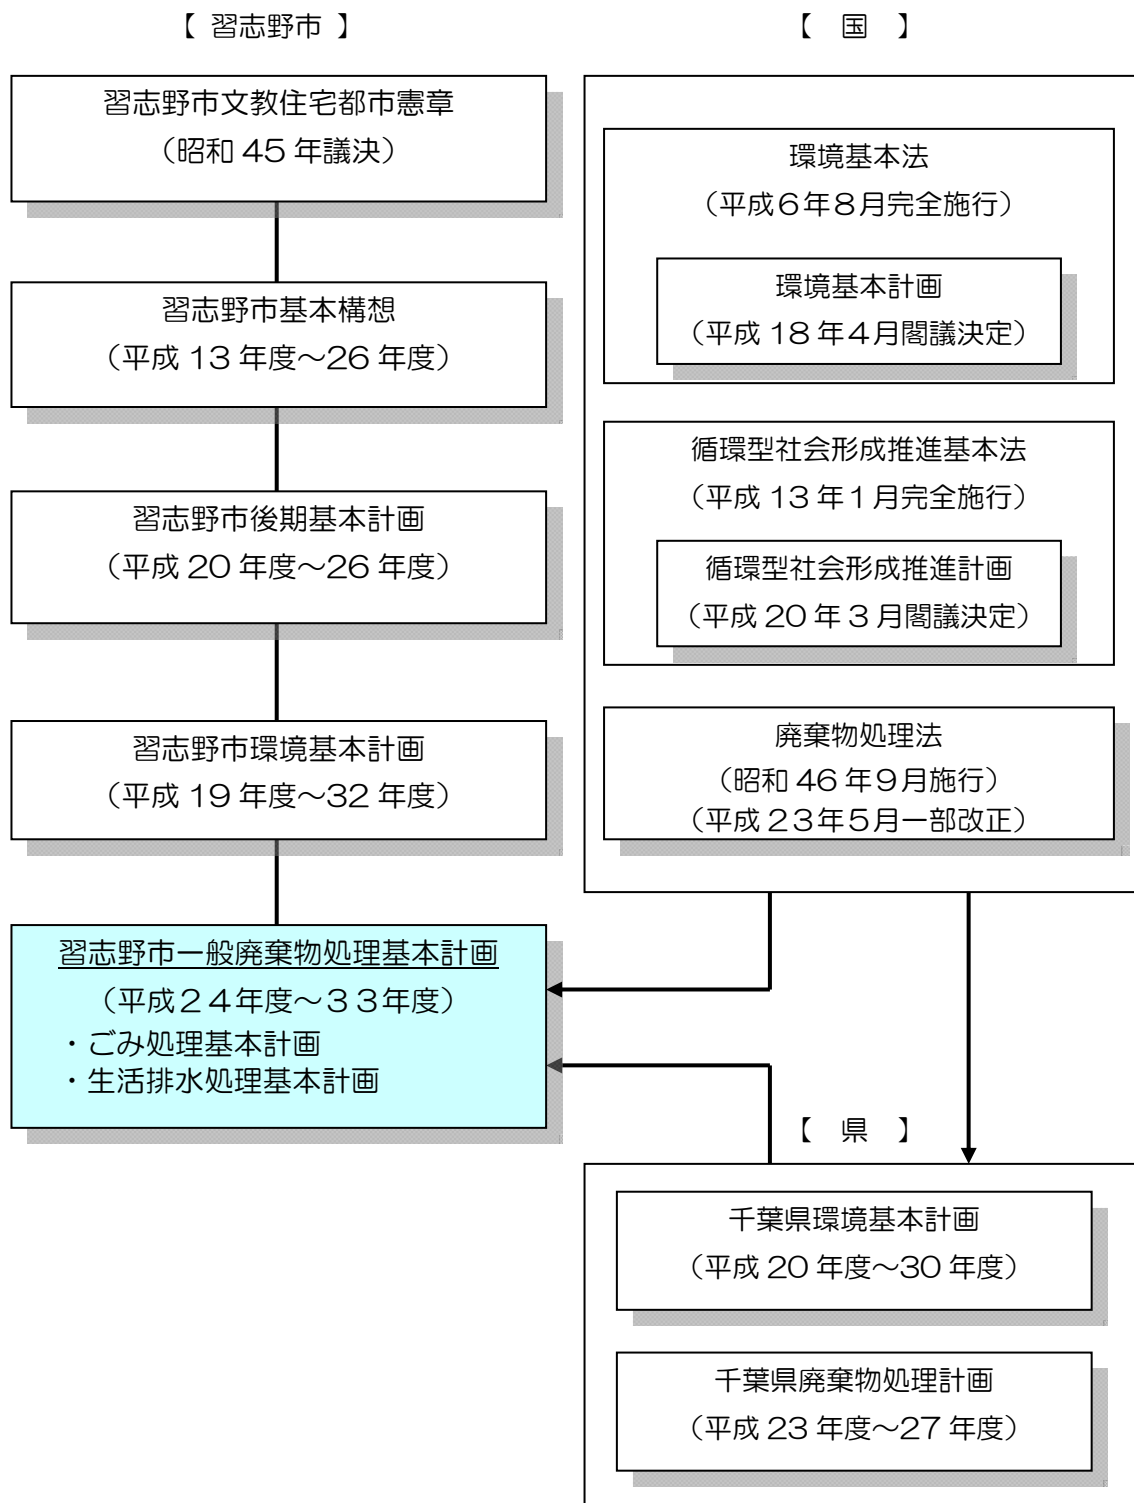 【 習志野市 】
習志野市文教住宅都市憲章
（昭和 45 年議決）
習志野市基本構想
（平成 13 年度～26 年度）
習志野市後期基本計画
（平成 20 年度～26 年度）
習志野市環境基本計画
（平成 19 年度～32 年度）
習志野市一般廃棄物処理基本計画
（平成２４年度～３３年度）
・ごみ処理基本計画
・生活排水処理基本計画
【　国　】
環境基本法
（平成６年８月完全施行）
環境基本計画
（平成 18 年４月閣議決定）
循環型社会形成推進基本法
（平成 13 年１月完全施行）
循環型社会形成推進計画
（平成 20 年３月閣議決定）
廃棄物処理法
（昭和 46 年９月施行）
（平成２３年５月一部改正）
【　県　】
千葉県環境基本計画
（平成 20 年度～30 年度）
千葉県廃棄物処理計画
（平成 23 年度～27 年度）